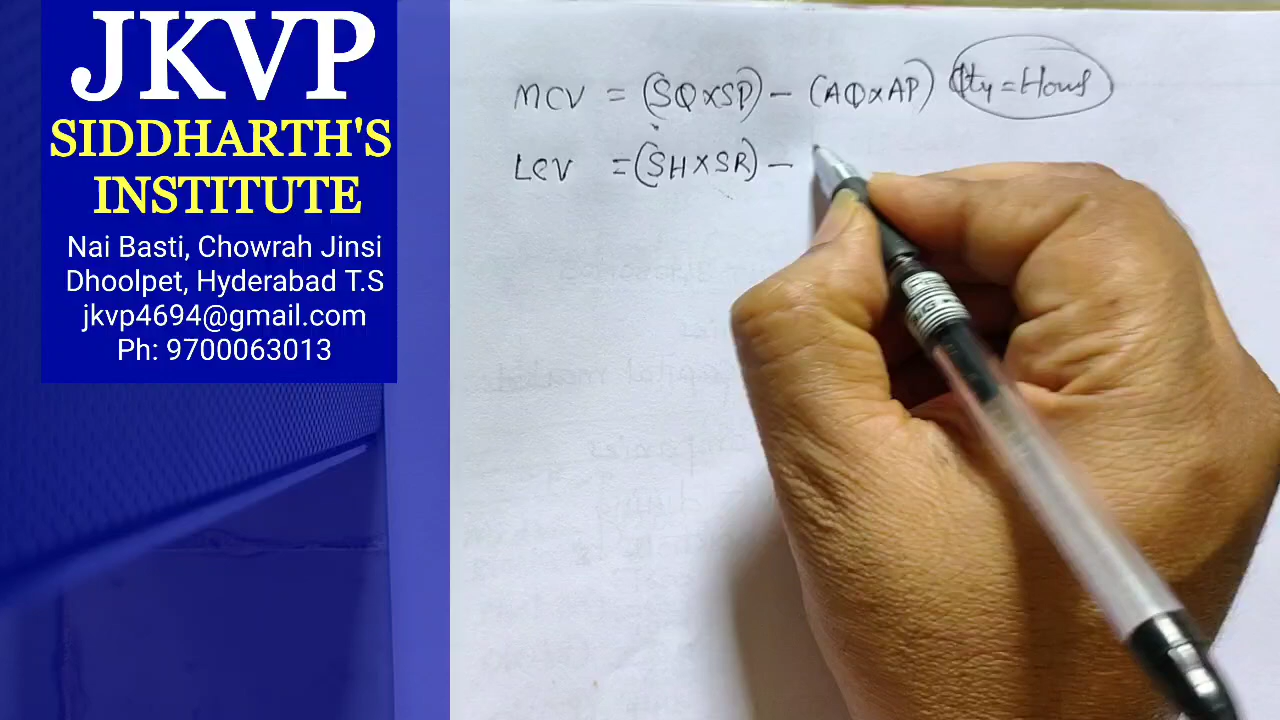 JKVP
SIDDHARTH'S
INSTITUTE
Nai Basti, Chowrah Jinsi
Dhoolpet, Hyderabad T.S
jkvp4694@gmail.com
Ph: 9700063013
MCV = (SQ×SP) - (AQ×AP) Qty = Hours
LCV = (SH×SR) -